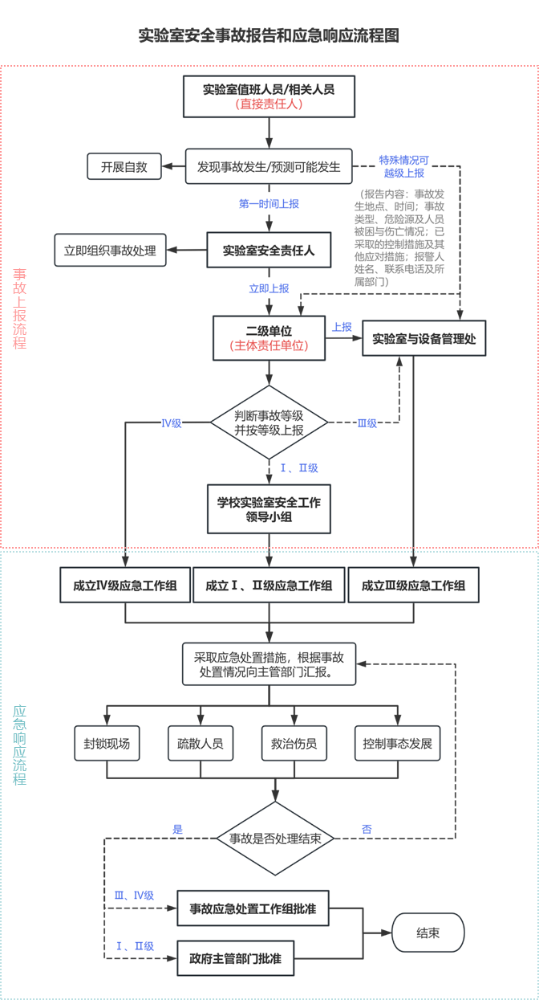 实验室安全事故报告和应急响应流程图
实验室值班人员/相关人员
（直接责任人）
开展自救
发现事故发生/预测可能发生
特殊情况可
越级上报
（报告内容：事故发
生地点、时间；事故
类型、危险源及人员
被困与伤亡情况；已
采取的控制措施及其
他应对措施；报警人
姓名、联系电话及所
属部门）
第一时间上报
立即组织事故处理
实验室安全责任人
立即上报
事故上报流程
二级单位
（主体责任单位）
上报
实验室与设备管理处
判断事故等级
并按等级上报
Ⅳ级
Ⅲ级
Ⅰ、Ⅱ级
学校实验室安全工作
领导小组
成立Ⅳ级应急工作组
成立Ⅰ、Ⅱ级应急工作组
成立Ⅲ级应急工作组
采取应急处置措施，根据事故
处置情况向主管部门汇报。
应急响应流程
封锁现场
疏散人员
救治伤员
控制事态发展
是
事故是否处理结束
否
Ⅲ、Ⅳ级
事故应急处置工作组批准
结束
Ⅰ、Ⅱ级
政府主管部门批准